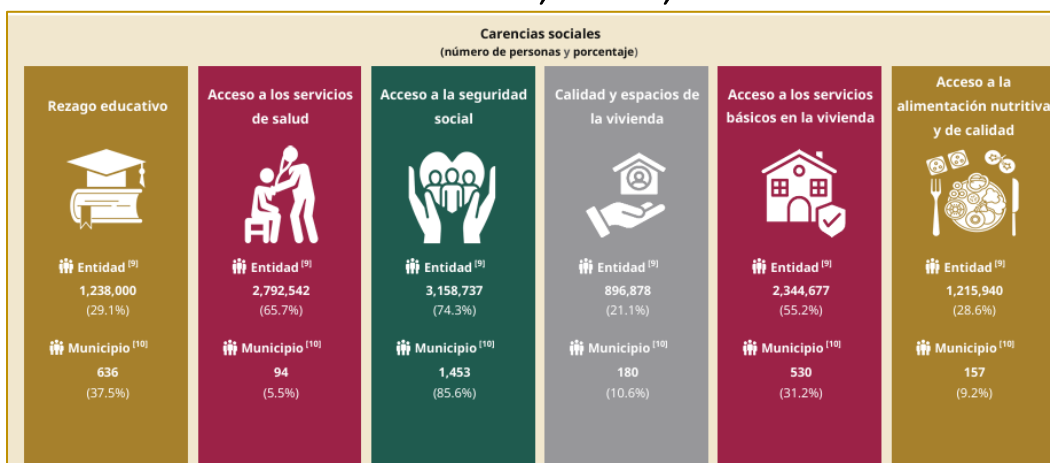 Carencias sociales
(número de personas y porcentaje)
Rezago educativo
Entidad [9]
1,238,000
(29.1%)
Municipio [10]
636
(37.5%)
Acceso a los servicios
de salud
Entidad [9]
2,792,542
(65.7%)
Municipio [10]
94
(5.5%)
Acceso a la seguridad
social
Entidad [9]
3,158,737
(74.3%)
Municipio [10]
1,453
(85.6%)
Calidad y espacios de
la vivienda
Entidad [9]
896,878
(21.1%)
Municipio [10]
180
(10.6%)
Acceso a los servicios
básicos en la vivienda
Entidad [9]
2,344,677
(55.2%)
Municipio [10]
530
(31.2%)
Acceso a la
alimentación nutritiva
y de calidad
Entidad [9]
1,215,940
(28.6%)
Municipio [10]
157
(9.2%)